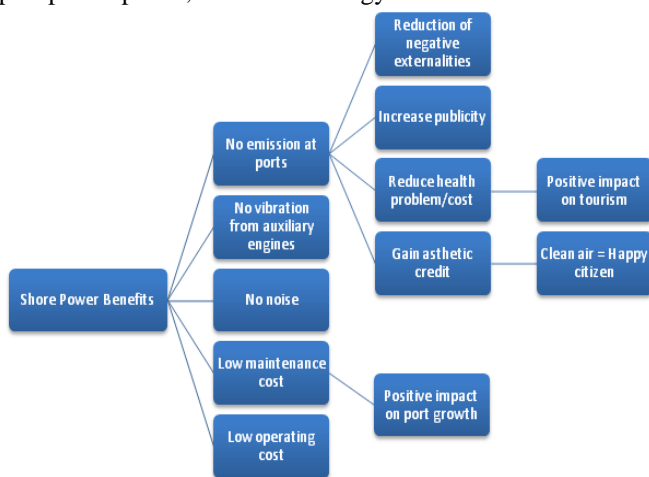 Reduction of
negative
externalities
Increase publicity
No emission at
ports
Reduce health
problem/cost
Positive impact
on tourism
No vibration
from auxiliary
engines
Gain asthetic
credit
Clean air = Happy
citizen
Shore Power Benefits
No noise
Low maintenance
cost
Positive impact
on port growth
Low operating
cost